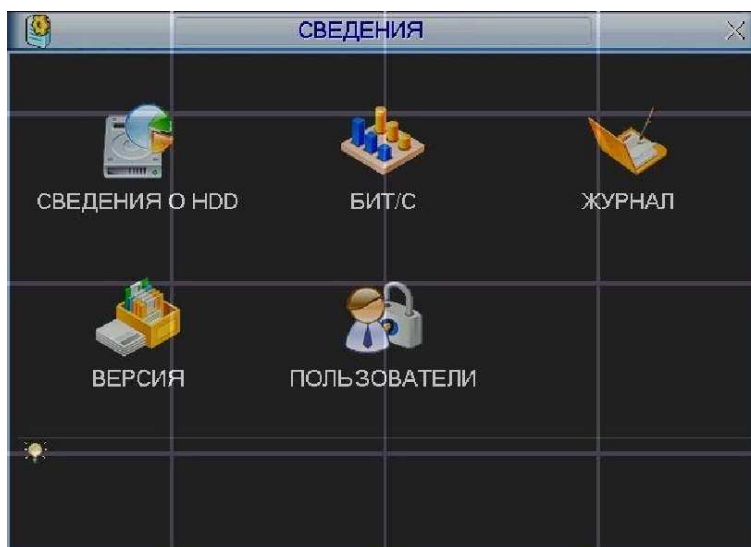 СВЕДЕНИЯ
СВЕДЕНИЯ О HDD
БИТ/С
ЖУРНАЛ
ВЕРСИЯ
ПОЛЬЗОВАТЕЛИ